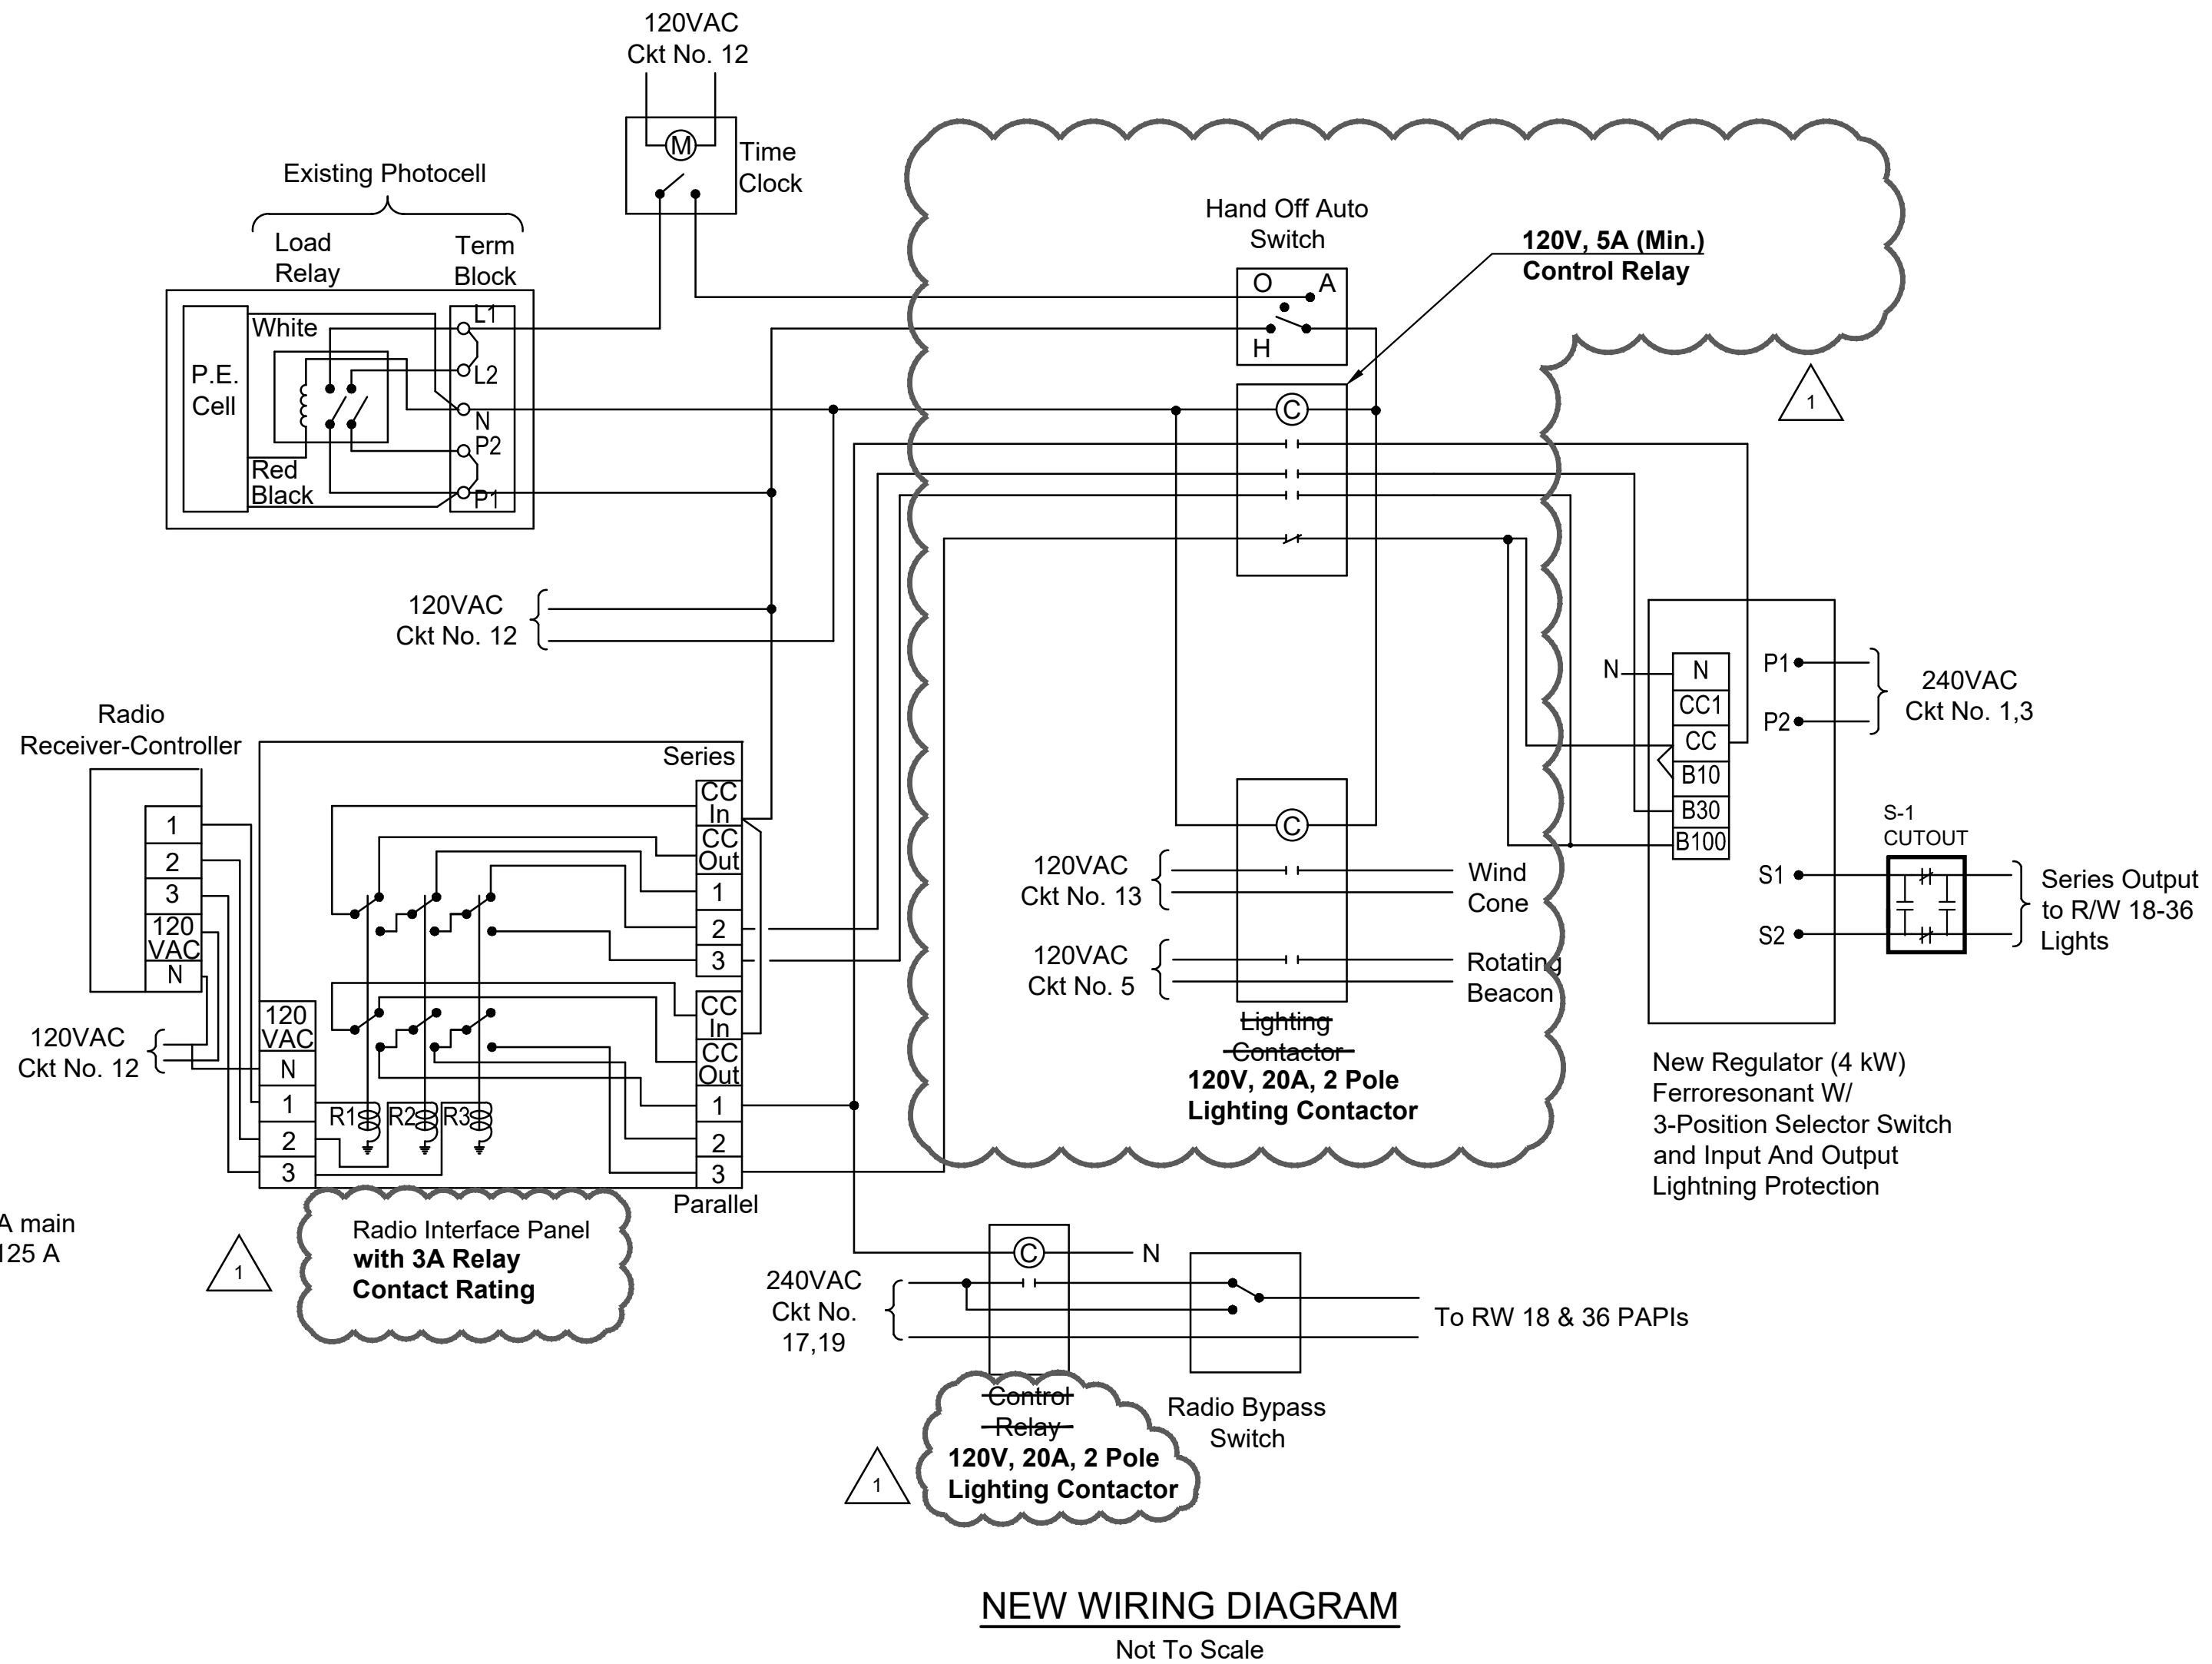 120VAC
Ckt No. 12
M
Time
Clock
Existing Photocell
Load
Relay
Term
Block
White
P.E.
Cell
Red
Black
L1
L2
N
P2
P1
Hand Off Auto
Switch
O
A
H
120V, 5A (Min.)
Control Relay
C
1
120VAC
Ckt No. 12
Radio
Receiver-Controller
1
2
3
120
VAC
N
120VAC
Ckt No. 12
120
VAC
N
1
2
3
R1
R2
R3
Series
CC
In
CC
Out
1
2
3
CC
In
CC
Out
1
2
3
Parallel
C
120VAC
Ckt No. 13
Wind
Cone
120VAC
Ckt No. 5
Rotating
Beacon
Lighting
Contactor
120V, 20A, 2 Pole
Lighting Contactor
N
N
CC1
CC
B10
B30
B100
P1
P2
240VAC
Ckt No. 1,3
S1
S2
S-1
CUTOUT
Series Output
to R/W 18-36
Lights
New Regulator (4 kW)
Ferroresonant W/
3-Position Selector Switch
and Input And Output
Lightning Protection
A main
125 A
1
Radio Interface Panel
with 3A Relay
Contact Rating
C
N
240VAC
Ckt No.
17,19
To RW 18 & 36 PAPIs
Control
Relay
120V, 20A, 2 Pole
Lighting Contactor
1
Radio Bypass
Switch
NEW WIRING DIAGRAM
Not To Scale